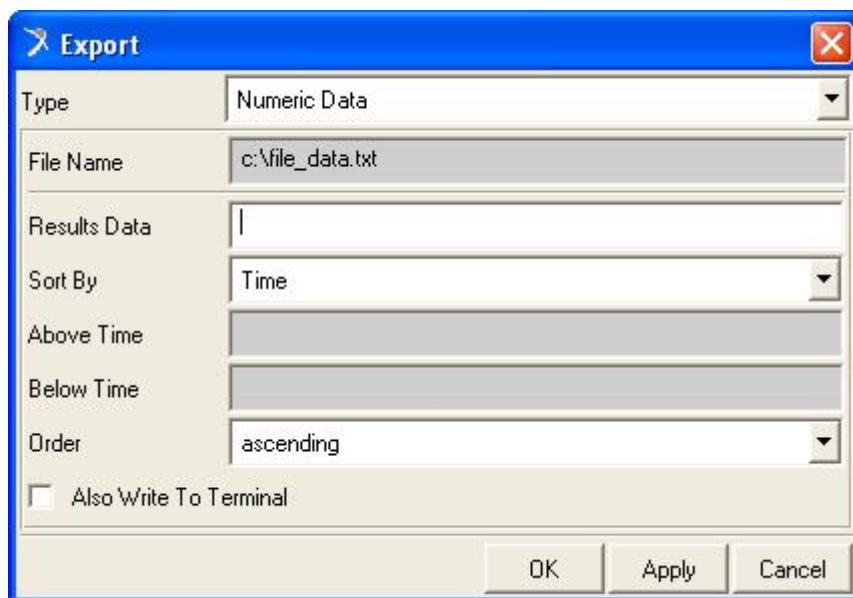 Export
Type Numeric Data
File Name c:\file_data.txt
Results Data
Sort By Time
Above Time
Below Time
Order ascending
Also Write To Terminal
OK Apply Cancel